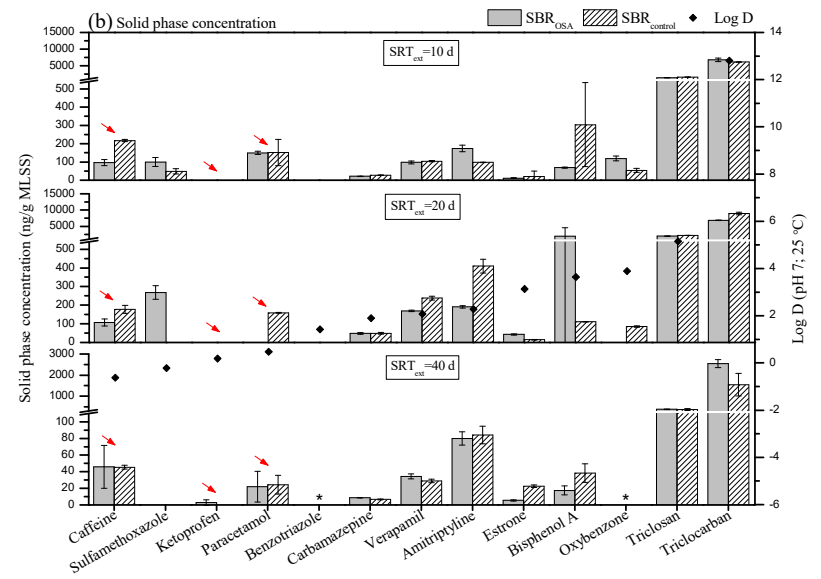 (b) Solid phase concentration
SBR_OSA SBR_control Log D
SRT_ext=10 d
15000
10000
5000
500
400
300
200
100
0
14
12
10
8
SRT_ext=20 d
15000
10000
5000
500
400
300
200
100
0
6
4
2
SRT_ext=40 d
3000
2000
1000
100
80
60
40
20
0
0
-2
-4
-6
* *
Solid phase concentration (ng/g MLSS)
Log D (pH 7; 25 °C)
Caffeine
Sulfamethoxazole
Ketoprofen
Paracetamol
Benzotriazole
Carbamazepine
Verapamil
Amitriptyline
Estrone
Bisphenol A
Oxybenzone
Triclosan
Triclocarban